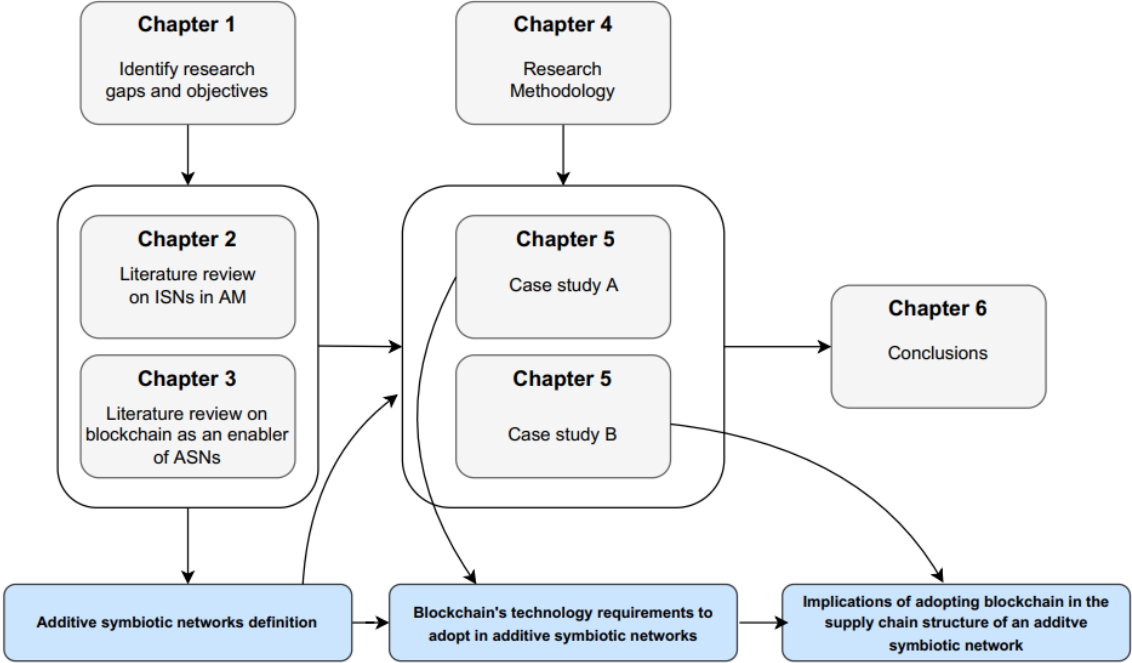 Chapter 1
Identify research
gaps and objectives
Chapter 4
Research
Methodology
Chapter 2
Literature review
on ISNs in AM
Chapter 3
Literature review on
blockchain as an enabler
of ASNs
Chapter 5
Case study A
Chapter 5
Case study B
Chapter 6
Conclusions
Additive symbiotic networks definition
Blockchain's technology requirements to
adopt in additive symbiotic networks
Implications of adopting blockchain in the
supply chain structure of an additve
symbiotic network